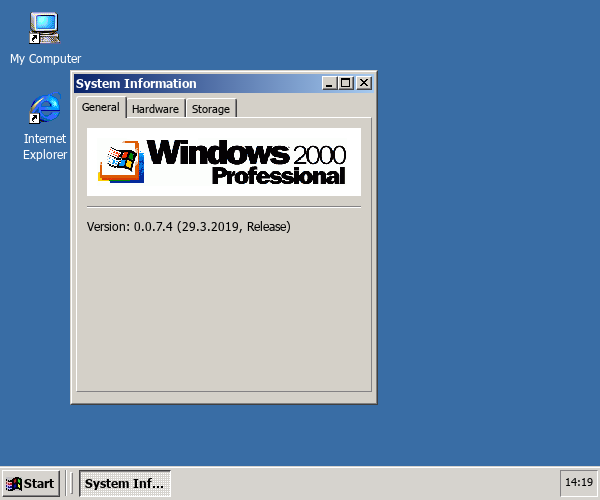 My Computer
Internet
Explorer
System Information
General
Hardware
Storage
Windows 2000
Professional
Version: 0.0.7.4 (29.3.2019, Release)
Start
System Inf...
14:19